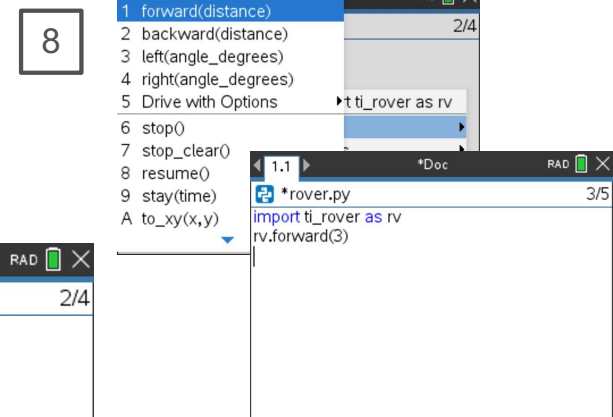 8
1 forward(distance)
2 backward(distance)
3 left(angle_degrees)
4 right(angle_degrees)
5 Drive with Options
6 stop()
7 stop_clear()
8 resume()
9 stay(time)
A to_xy(x,y)
2/4
rt ti_rover as rv
1.1
*Doc
RAD
*rover.py
3/5
import ti_rover as rv
rv.forward(3)
RAD
2/4